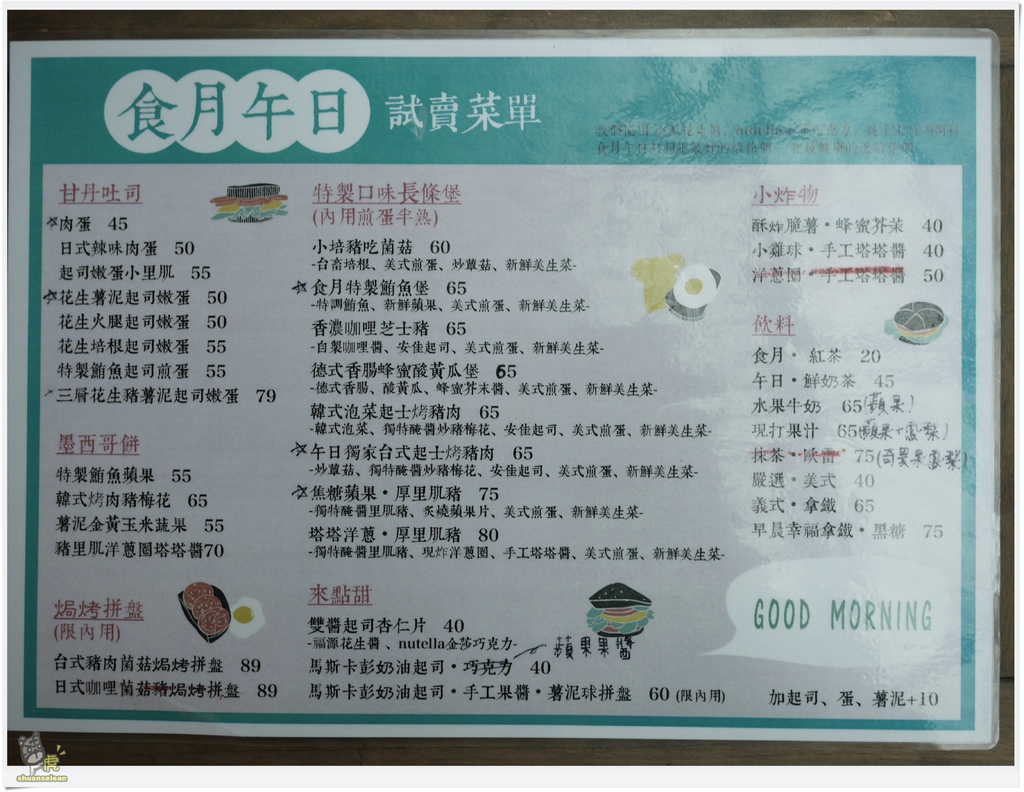 食月午日 試賣菜單
甘丹吐司
☆肉蛋 45
日式辣味肉蛋 50
起司嫩蛋小里肌 55
☆花生薯泥起司嫩蛋 50
花生火腿起司嫩蛋 50
花生培根起司嫩蛋 55
特製鮪魚起司煎蛋 55
三層花生豬薯泥起司嫩蛋 79
墨西哥餅
特製鮪魚蘋果 55
韓式烤肉豬梅花 65
薯泥金黃玉米蔬果 55
豬里肌洋蔥圈塔塔醬70
焗烤拼盤
(限內用)
台式豬肉菌菇焗烤拼盤 89
日式咖哩菌菇豬焗烤拼盤 89
特製口味長條堡
(內用煎蛋半熟)
小培豬吃菌菇 60
-台畜培根、美式煎蛋、炒蕈菇、新鮮美生菜-
☆食月特製鮪魚堡 65
-特調鮪魚、新鮮蘋果、美式煎蛋、新鮮美生菜-
香濃咖哩芝士豬 65
-自製咖哩醬、安佳起司、美式煎蛋、新鮮美生菜-
德式香腸蜂蜜酸黃瓜堡 65
-德式香腸、酸黃瓜、蜂蜜芥末醬、美式煎蛋、新鮮美生菜-
韓式泡菜起士烤豬肉 65
-韓式泡菜、獨特醃醬炒豬梅花、安佳起司、美式煎蛋、新鮮美生菜-
☆午日獨家台式起士烤豬肉 65
-炒蕈菇、獨特醃醬炒豬梅花、安佳起司、美式煎蛋、新鮮美生菜-
☆焦糖蘋果·厚里肌豬 75
-獨特醃醬里肌豬、炙燒蘋果片、美式煎蛋、新鮮美生菜-
塔塔洋蔥·厚里肌豬 80
-獨特醃醬里肌豬、現炸洋蔥圈、手工塔塔醬、美式煎蛋、新鮮美生菜-
來點甜
雙醬起司杏仁片 40
-福源花生醬、nutella金莎巧克力-
蘋果果醬
馬斯卡彭奶油起司·巧克力 40
馬斯卡彭奶油起司·手工果醬·薯泥球拼盤 60 (限內用)
小炸物
酥炸脆薯·蜂蜜芥茉 40
小雞球·手工塔塔醬 40
洋蔥圈·手工塔塔醬 50
飲料
食月·紅茶 20
午日·鮮奶茶 45
水果牛奶 65(蘋果)
現打果汁 65(蘋果+鳳梨)
抹茶·歐蕾 75(奇異果鳳梨)
嚴選·美式 40
義式·拿鐵 65
早晨幸福拿鐵·黑糖 75
GOOD MORNING
加起司、蛋、薯泥+10
虎
shuanselean